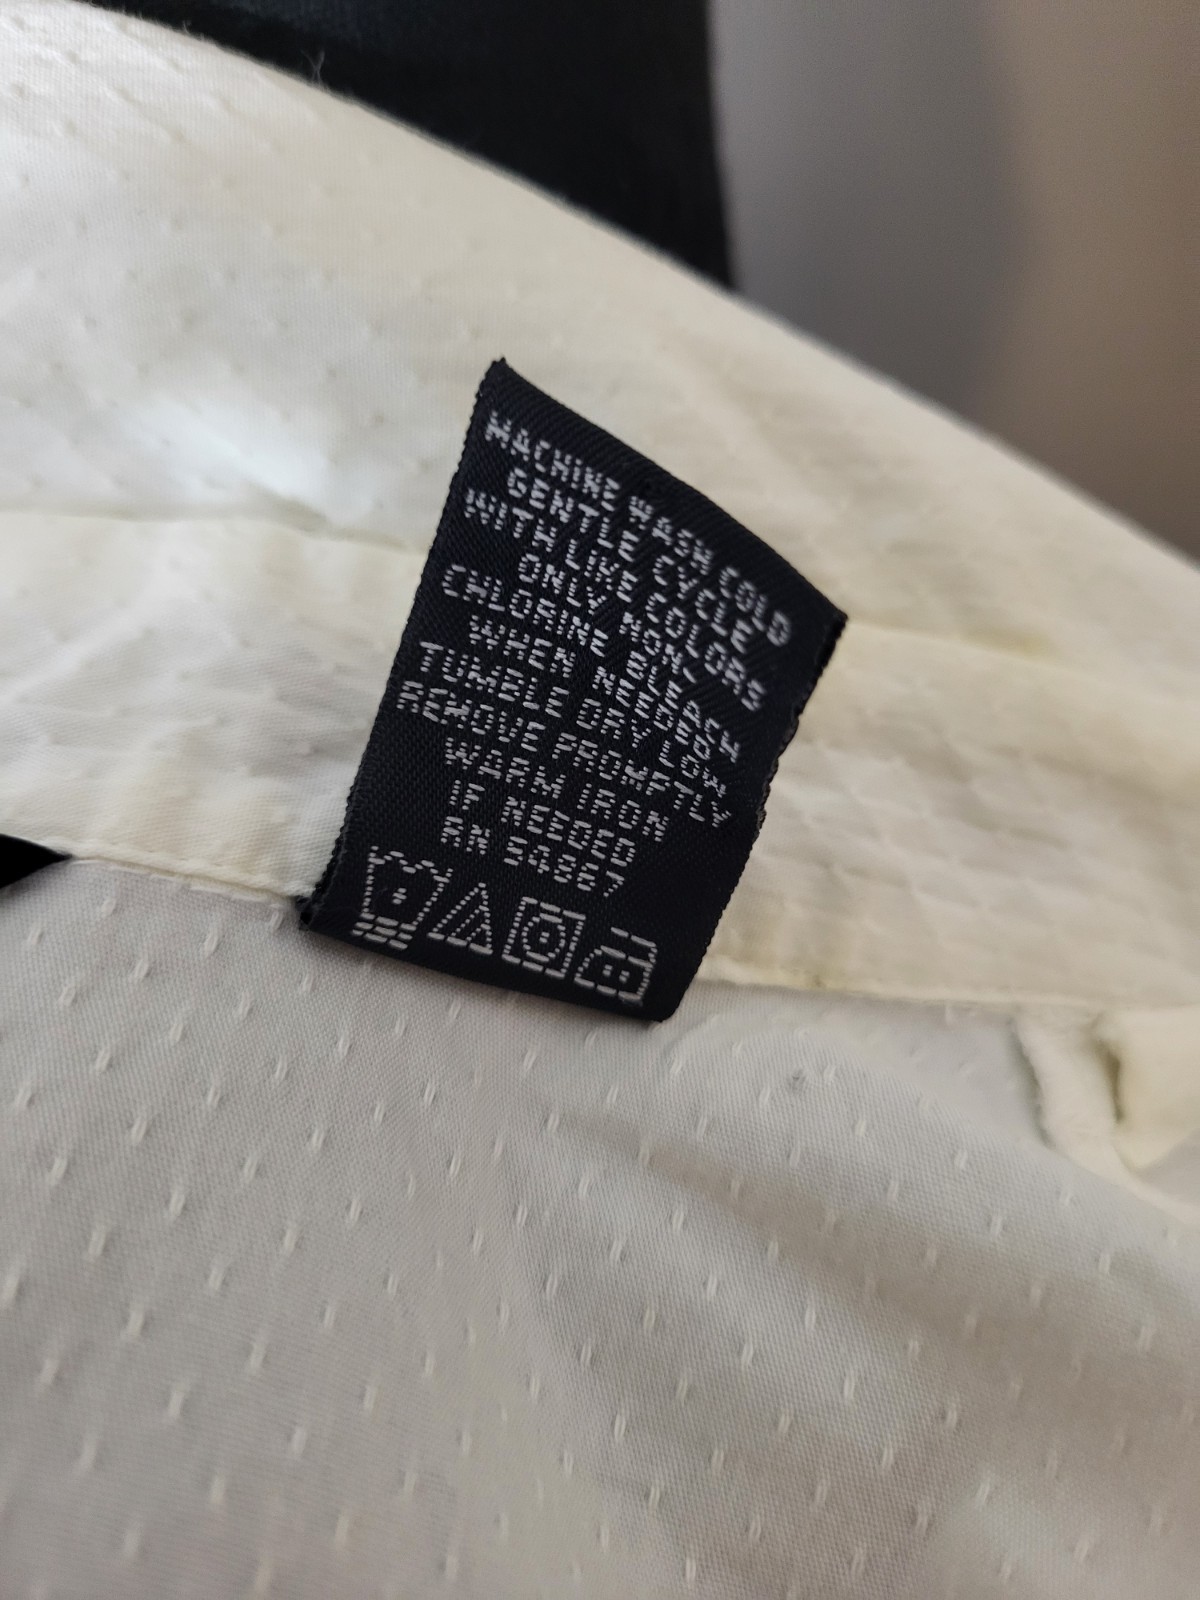 MACHINE WASH COLD
GENTLE CYCLE
WITH LIKE COLORS
ONLY NON-
CHLORINE BLEACH
WHEN NEEDED
TUMBLE DRY LOW
REMOVE PROMPTLY
WARM IRON
IF NEEDED
RN 54867